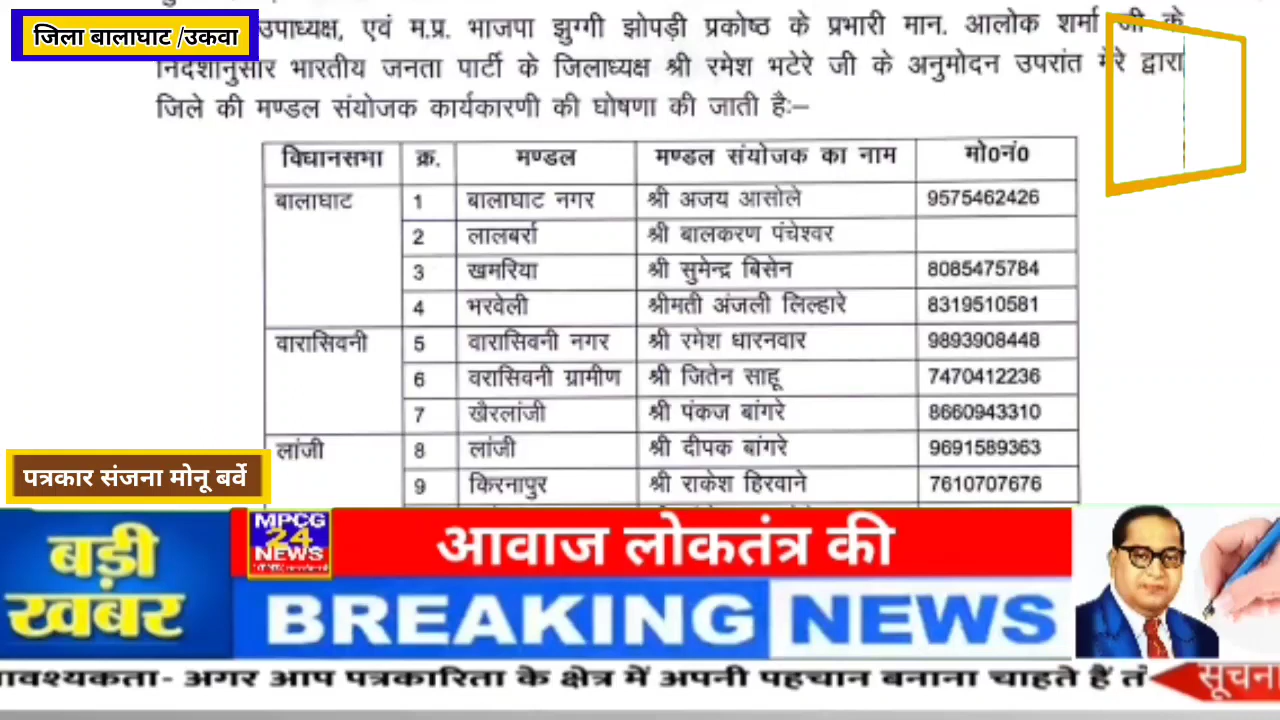 जिला बालाघाट /उकवा
उपाध्यक्ष, एवं म.प्र. भाजपा झुग्गी झोपड़ी प्रकोष्ठ के प्रभारी मान. आलोक शर्मा जी के
निर्देशानुसार भारतीय जनता पार्टी के जिलाध्यक्ष श्री रमेश भटेरे जी के अनुमोदन उपरांत मेरे द्वारा
जिले की मण्डल संयोजक कार्यकारणी की घोषणा की जाती है:–
विधानसभा क्र. मण्डल मण्डल संयोजक का नाम मो0नं0
बालाघाट 1 बालाघाट नगर श्री अजय आसोले 9575462426
2 लालबर्रा श्री बालकरण पंचेश्वर
3 खमरिया श्री सुमेन्द्र बिसेन 8085475784
4 भरवेली श्रीमती अंजली लिल्हारे 8319510581
वारासिवनी 5 वारासिवनी नगर श्री रमेश धारनवार 9893908448
6 वरासिवनी ग्रामीण श्री जितेन साहू 7470412236
7 खैरलांजी श्री पंकज बांगरे 8660943310
लांजी 8 लांजी श्री दीपक बांगरे 9691589363
9 किरनापुर श्री राकेश हिरवाने 7610707676
पत्रकार संजना मोनू बर्वे
बड़ी
खबर
MPCG
24
NEWS
आवाज लोकतंत्र की
BREAKING NEWS
आवश्यकता- अगर आप पत्रकारिता के क्षेत्र में अपनी पहचान बनाना चाहते हैं तं
सूचना